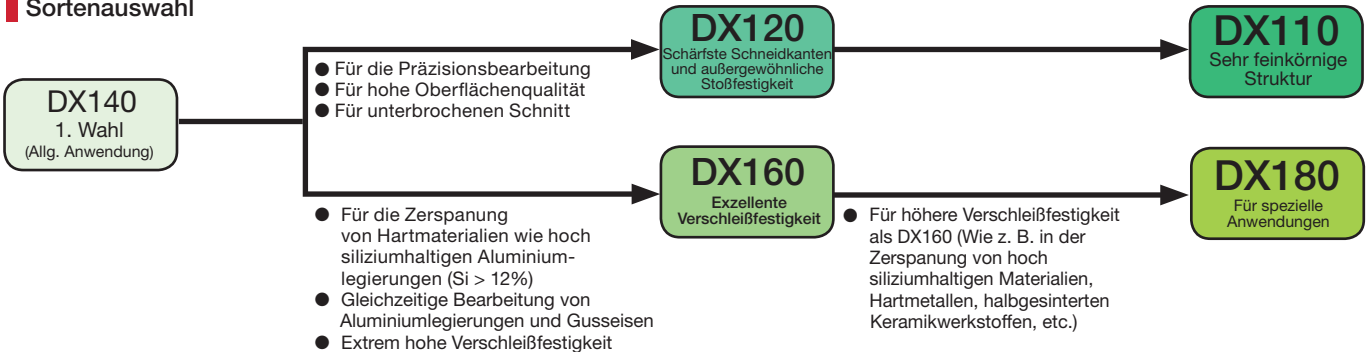 Sortenauswahl
DX140
1. Wahl
(Allg. Anwendung)
● Für die Präzisionsbearbeitung
● Für hohe Oberflächenqualität
● Für unterbrochenen Schnitt
DX120
Schärfste Schneidkanten
und außergewöhnliche
Stoßfestigkeit
DX110
Sehr feinkörnige
Struktur
● Für die Zerspanung
von Hartmaterialien wie hoch
siliziumhaltigen Aluminium-
legierungen (Si > 12%)
● Gleichzeitige Bearbeitung von
Aluminiumlegierungen und Gusseisen
● Extrem hohe Verschleißfestigkeit
DX160
Exzellente
Verschleißfestigkeit
● Für höhere Verschleißfestigkeit
als DX160 (Wie z. B. in der
Zerspanung von hoch
siliziumhaltigen Materialien,
Hartmetallen, halbgesinterten
Keramikwerkstoffen, etc.)
DX180
Für spezielle
Anwendungen